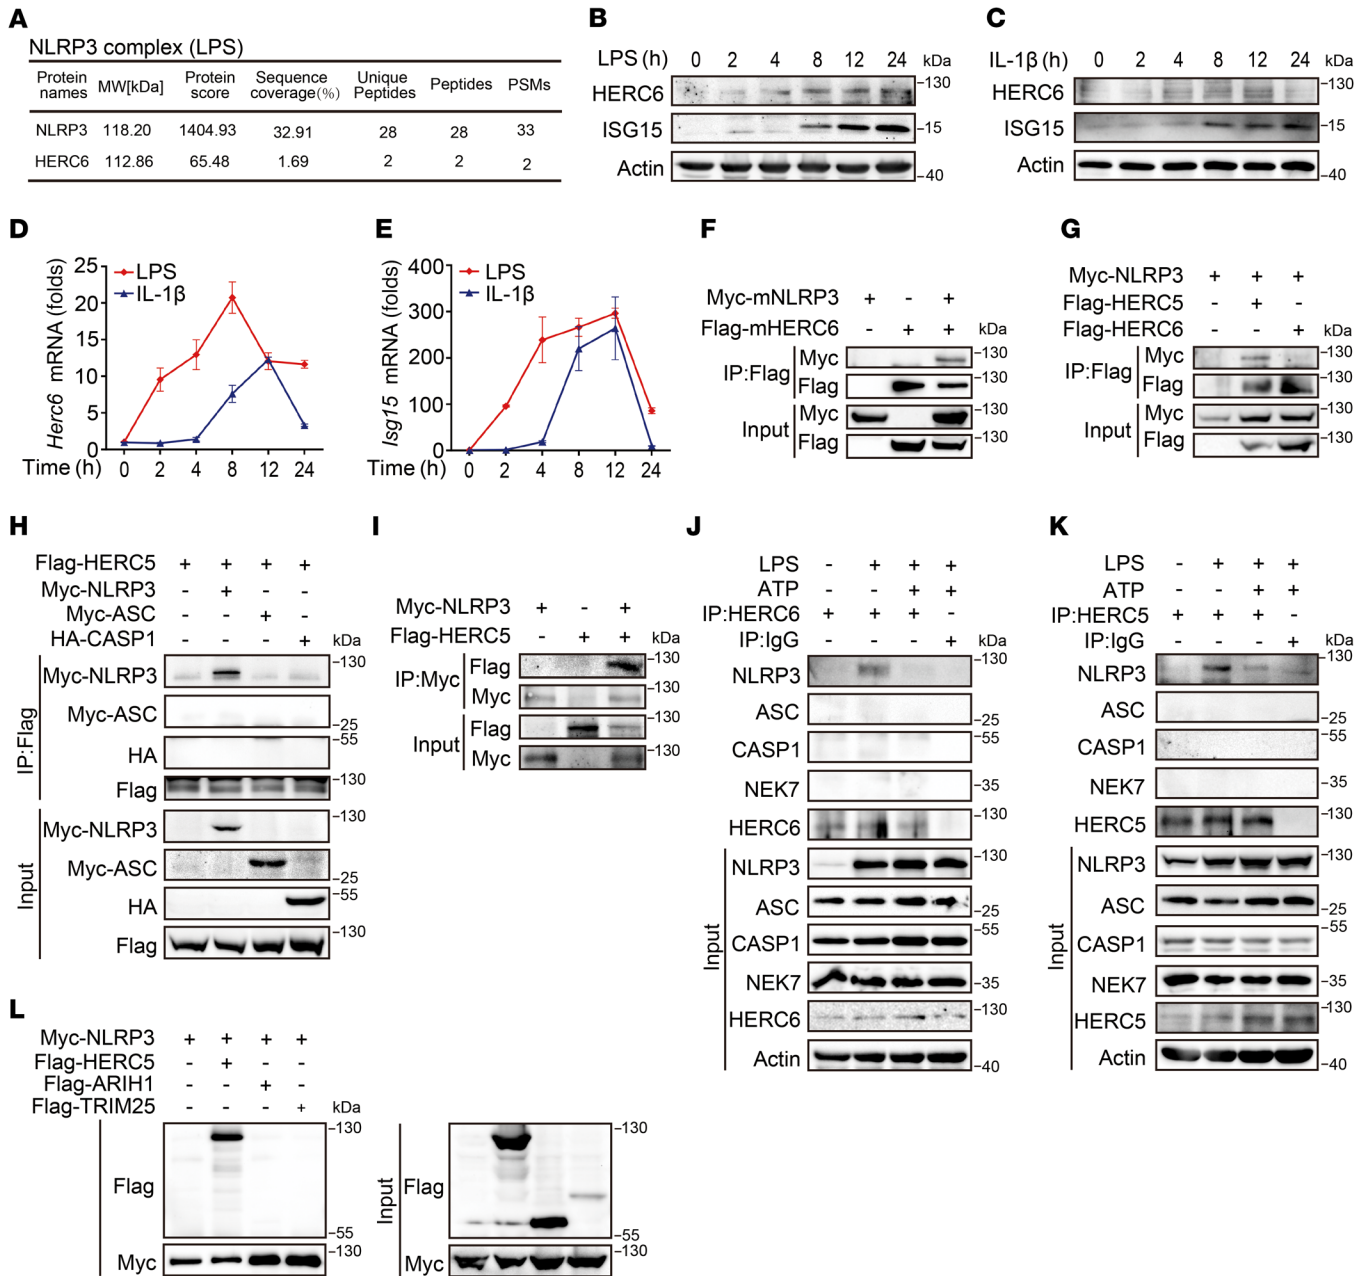 A
NLRP3 complex (LPS)
Protein names MW[kDa] Protein score Sequence coverage(%) Unique Peptides Peptides PSMs
NLRP3 118.20 1404.93 32.91 28 28 33
HERC6 112.86 65.48 1.69 2 2 2
B
LPS (h) 0 2 4 8 12 24 kDa
HERC6 –130
ISG15 –15
Actin –40
C
IL-1β (h) 0 2 4 8 12 24 kDa
HERC6 –130
ISG15 –15
Actin –40
D
Herc6 mRNA (folds)
25
20
15
10
5
0
LPS
IL-1β
Time (h) 0 2 4 8 12 24
E
Isg15 mRNA (folds)
400
300
200
100
0
LPS
IL-1β
Time (h) 0 2 4 8 12 24
F
Myc-mNLRP3 + - +
Flag-mHERC6 - + + kDa
IP:Flag
Myc –130
Flag –130
Input
Myc –130
Flag –130
G
Myc-NLRP3 + + +
Flag-HERC5 - + -
Flag-HERC6 - - + kDa
IP:Flag
Myc –130
Flag –130
Input
Myc –130
Flag –130
H
Flag-HERC5 + + + +
Myc-NLRP3 - + - -
Myc-ASC - - + -
HA-CASP1 - - - + kDa
IP:Flag
Myc-NLRP3 –130
Myc-ASC –25
HA –55
Flag –130
Input
Myc-NLRP3 –130
Myc-ASC –25
HA –55
Flag –130
I
Myc-NLRP3 + - +
Flag-HERC5 - + + kDa
IP:Myc
Flag –130
Myc –130
Input
Flag –130
Myc –130
J
LPS - + + +
ATP - - + +
IP:HERC6 + + + -
IP:IgG - - - + kDa
NLRP3 –130
ASC –25
CASP1 –55
NEK7 –35
HERC6 –130
Input
NLRP3 –130
ASC –25
CASP1 –55
NEK7 –35
HERC6 –130
Actin –40
K
LPS - + + +
ATP - - + +
IP:HERC5 + + + -
IP:IgG - - - + kDa
NLRP3 –130
ASC –25
CASP1 –55
NEK7 –35
HERC5 –130
Input
NLRP3 –130
ASC –25
CASP1 –55
NEK7 –35
HERC5 –130
Actin –40
L
Myc-NLRP3 + + + +
Flag-HERC5 - + - -
Flag-ARIH1 - - + -
Flag-TRIM25 - - - + kDa
Flag –130
–55
Myc –130
Input
Flag –130
–55
Myc –130